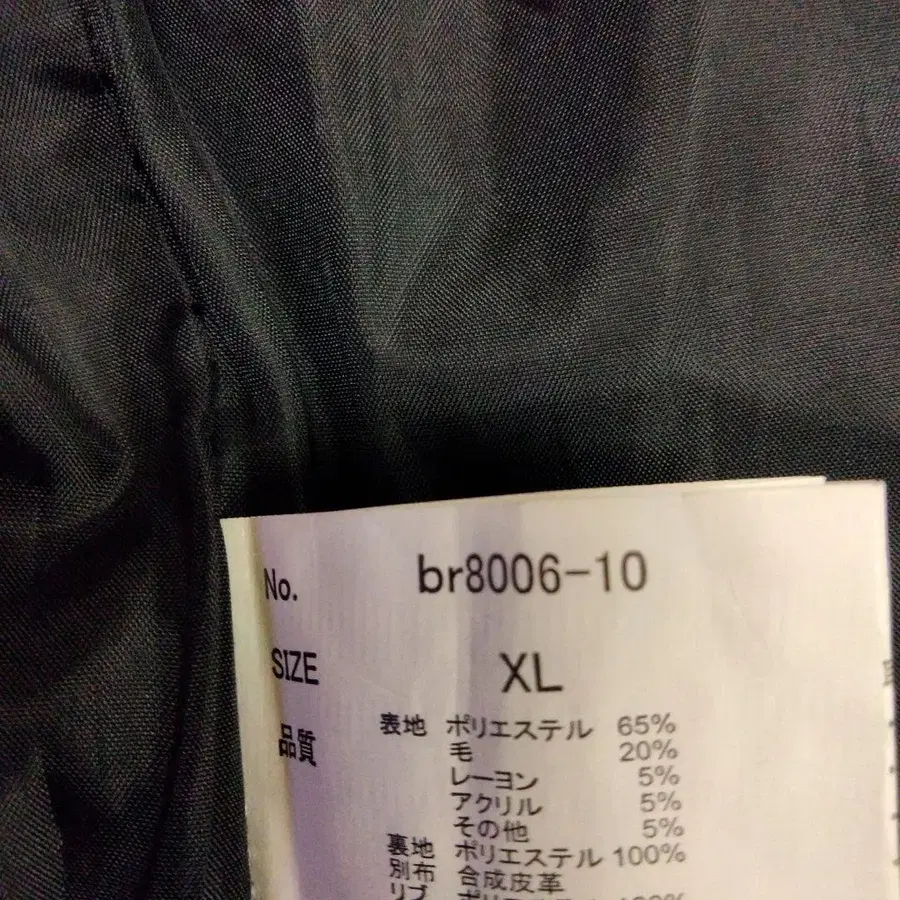 No. br8006-10
SIZE XL
品質 表地 ポリエステル 65%
毛 20%
レーヨン 5%
アクリル 5%
その他 5%
裏地 ポリエステル 100%
別布 合成皮革
リブ